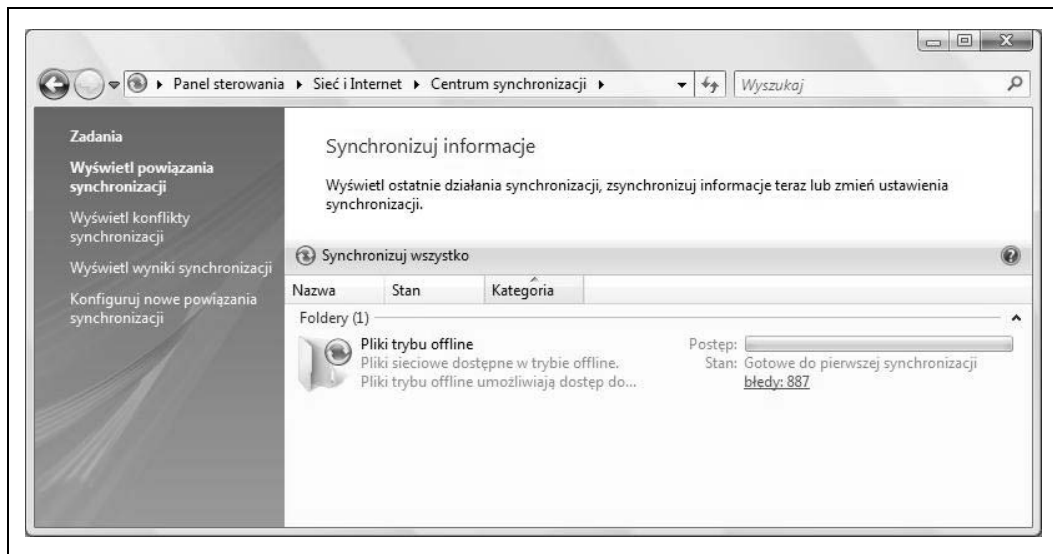 Panel sterowania ▸ Sieć i Internet ▸ Centrum synchronizacji ▸
Wyszukaj
Zadania
Wyświetl powiązania
synchronizacji
Wyświetl konflikty
synchronizacji
Wyświetl wyniki synchronizacji
Konfiguruj nowe powiązania
synchronizacji
Synchronizuj informacje
Wyświetl ostatnie działania synchronizacji, zsynchronizuj informacje teraz lub zmień ustawienia
synchronizacji.
Synchronizuj wszystko
Nazwa Stan Kategoria
Foldery (1)
Pliki trybu offline
Pliki sieciowe dostępne w trybie offline.
Pliki trybu offline umożliwiają dostęp do...
Postęp:
Stan: Gotowe do pierwszej synchronizacji
błedy: 887